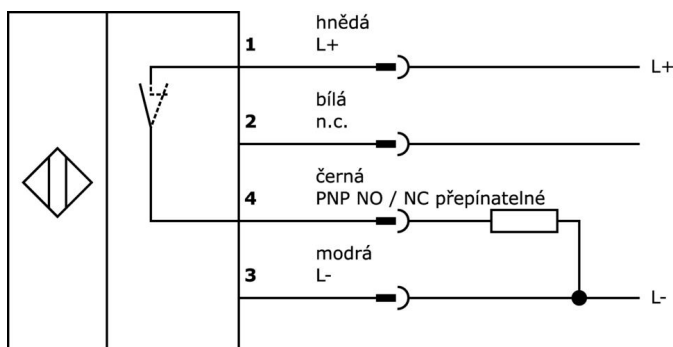 hnědá
1 L+
L+
bílá
2 n.c.
černá
4 PNP NO / NC přepínatelné
modrá
3 L-
L-